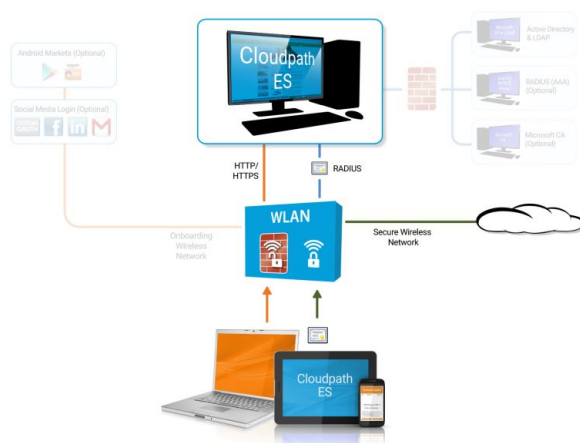 Android Markets (Optional)
Social Media Login (Optional)
Cloudpath
ES
Active Directory
& LDAP
RADIUS (AAA)
(Optional)
Microsoft CA
(Optional)
HTTP/
HTTPS
RADIUS
WLAN
Onboarding
Wireless
Network
Secure Wireless
Network
Cloudpath
ES